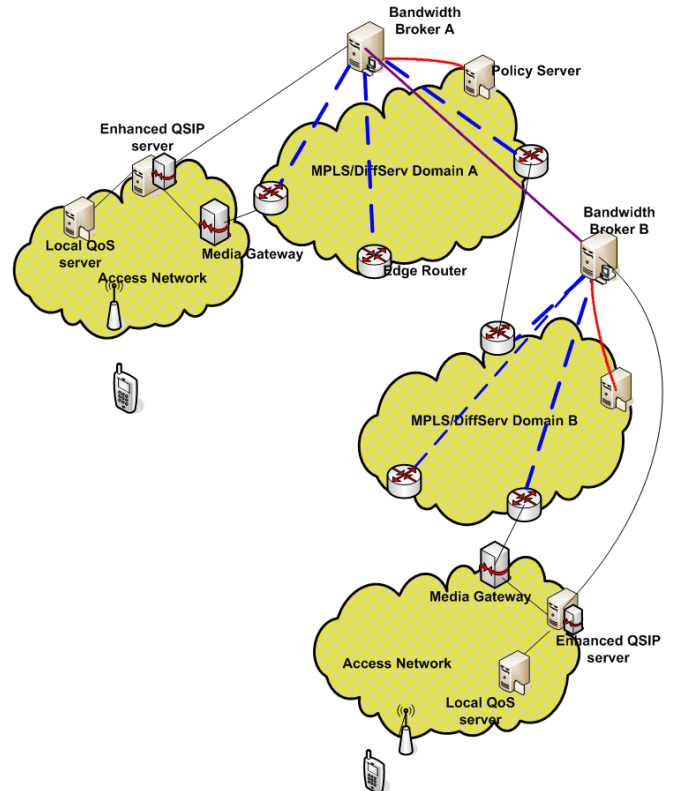 Bandwidth
Broker A
Policy Server
Enhanced QSIP
server
MPLS/DiffServ Domain A
Bandwidth
Broker B
Local QoS
server
Media Gateway
Access Network
Edge Router
MPLS/DiffServ Domain B
Media Gateway
Enhanced QSIP
server
Access Network
Local QoS
server